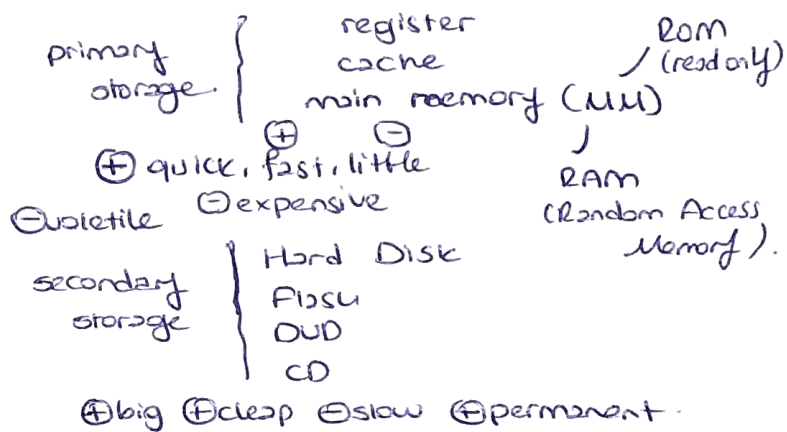 primary storage.
register
cache
main memory (MM)
ROM
(read only)
RAM
(Random Access
Memory).
⊕ ⊖
⊕ quick, fast, little
⊖ volatile ⊖ expensive
secondary storage
Hard Disk
Flash
DVD
CD
⊕ big ⊕ cheap ⊖ slow ⊕ permanent.